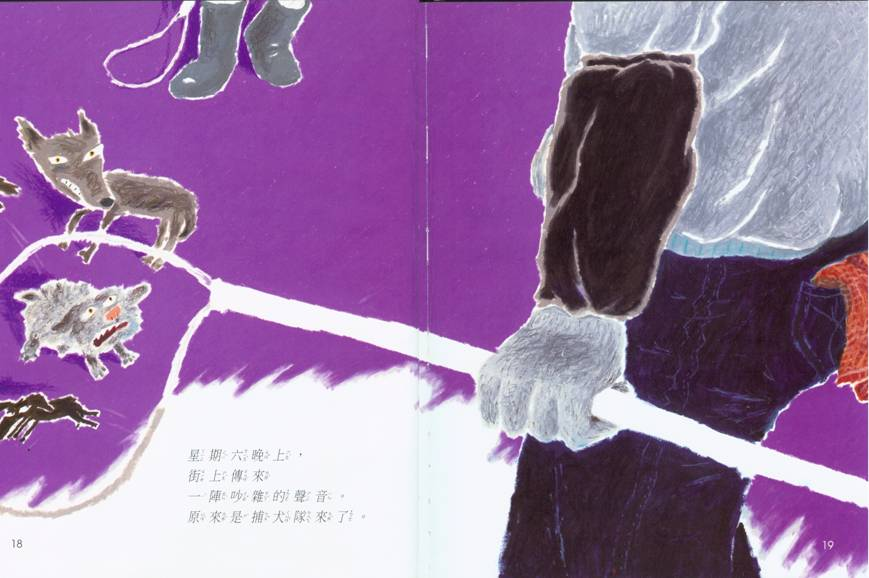 星期六晚上，
街上傳來
一陣吵雜的聲音。
原來是捕犬隊來了。
18
19